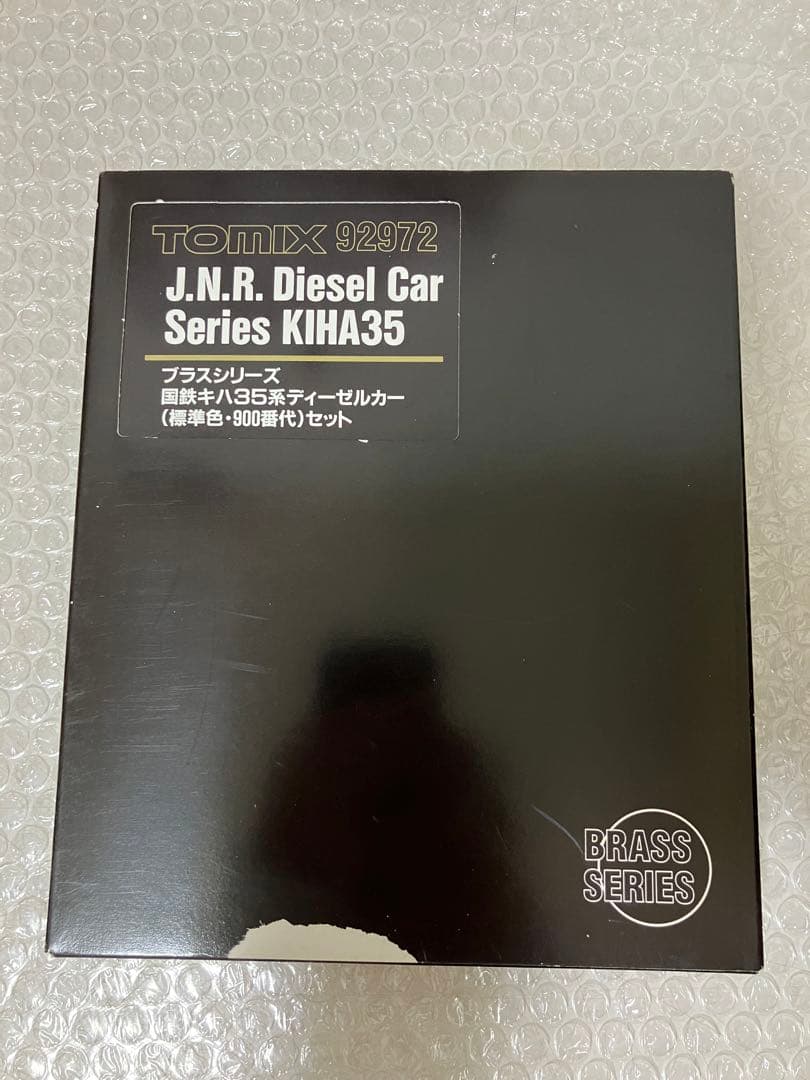 TOMIX 92972
J.N.R. Diesel Car
Series KIHA35
ブラスシリーズ
国鉄キハ35系ディーゼルカー
(標準色・900番代)セット
BRASS
SERIES